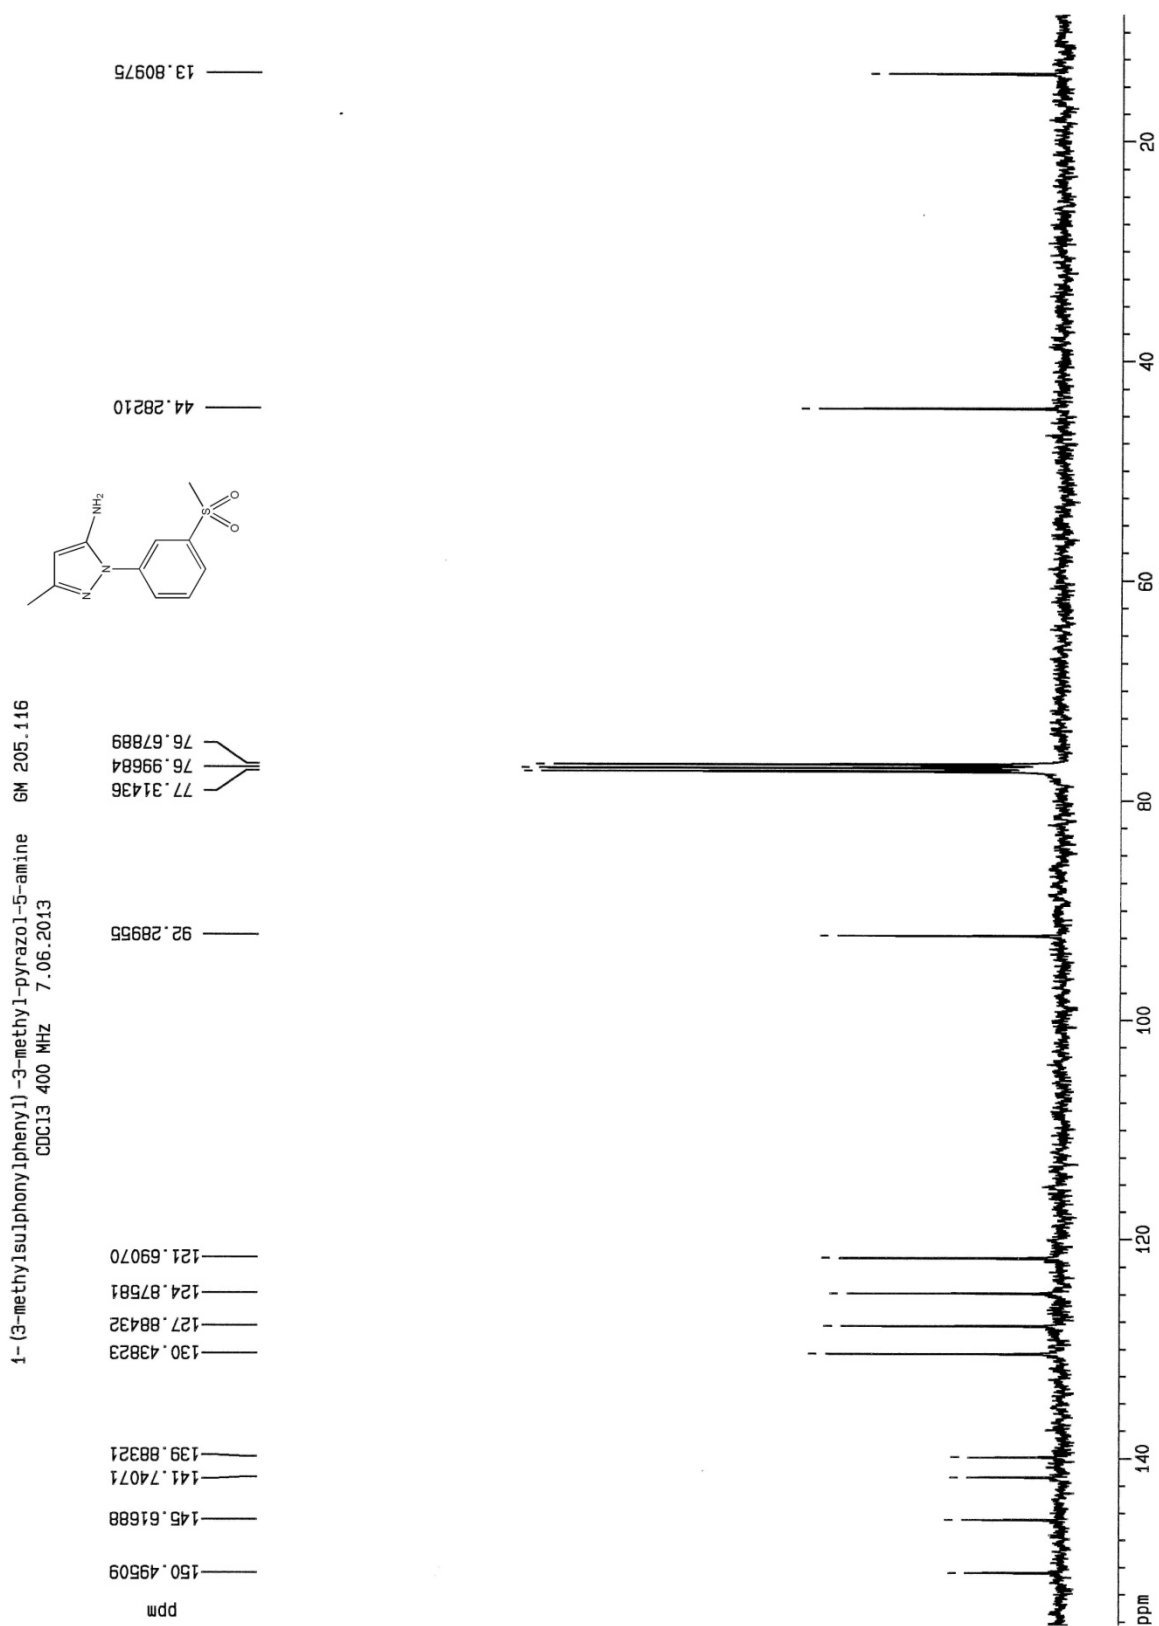 1-(3-methylsulphonylphenyl)-3-methyl-pyrazol-5-amine GM 205.116
CDCl3 400 MHz 7.06.2013
ppm
150.49509
145.61688
141.74071
139.88321
130.43823
127.88432
124.87581
121.69070
92.28955
77.31436
76.99684
76.67889
44.28210
13.80975
N
N
NH2
S
O
O
ppm
140
120
100
80
60
40
20